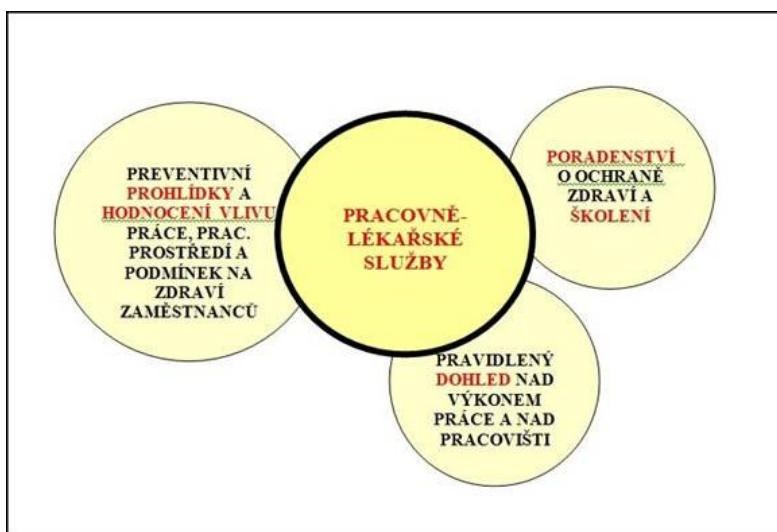 PREVENTIVNÍ
PROHLÍDKY A
HODNOCENÍ VLIVU
PRÁCE, PRAC.
PROSTŘEDÍ A
PODMÍNEK NA
ZDRAVÍ
ZAMĚSTNANCŮ
PRACOVNĚ-
LÉKAŘSKÉ
SLUŽBY
PORADENSTVÍ
O OCHRANĚ
ZDRAVÍ A
ŠKOLENÍ
PRAVIDLENÝ
DOHLED NAD
VÝKONEM
PRÁCE A NAD
PRACOVIŠTI